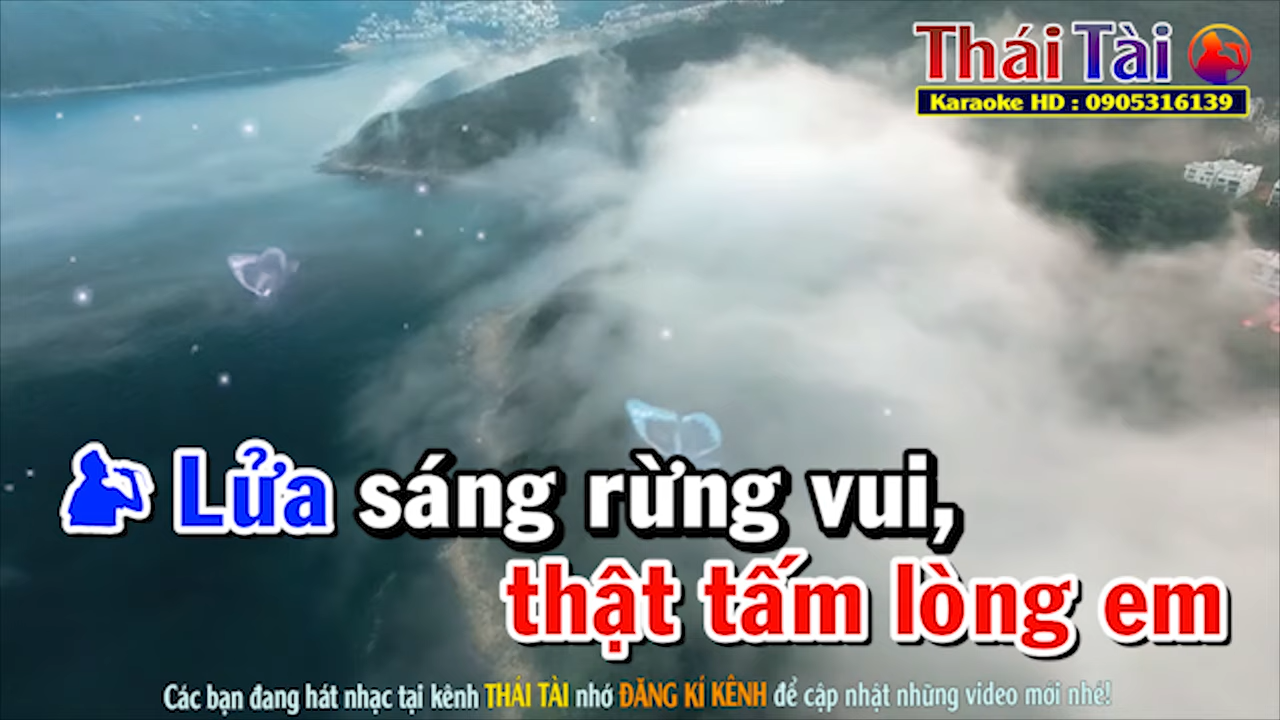 Thái Tài
Karaoke HD : 0905316139
Lửa sáng rừng vui,
thật tấm lòng em
Các bạn đang hát nhạc tại kênh THÁI TÀI nhớ ĐĂNG KÍ KÊNH để cập nhật những video mới nhé!